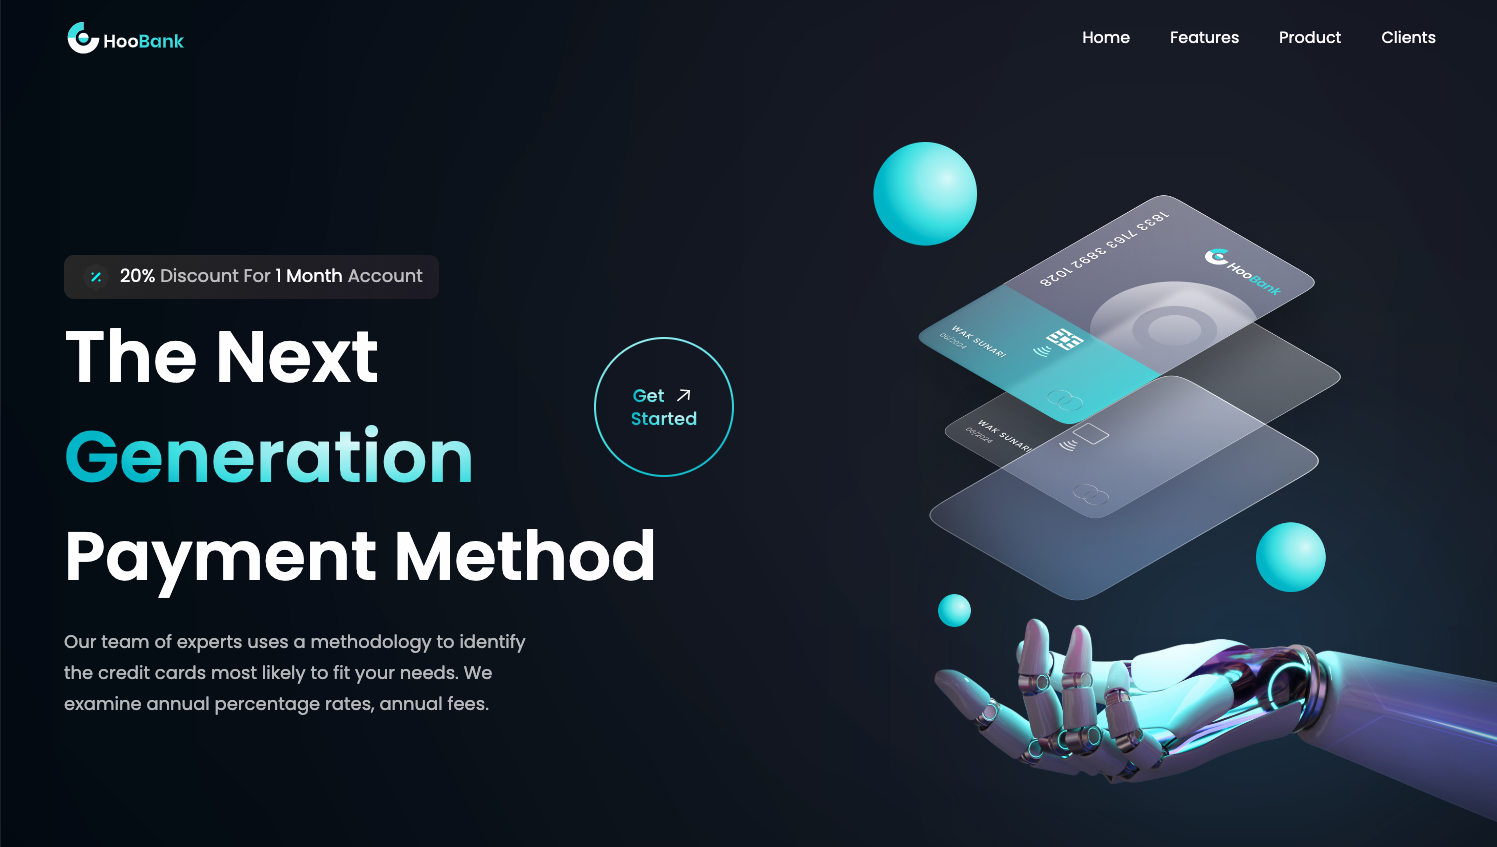 HooBank
Home Features Product Clients
20% Discount For 1 Month Account
The Next
Generation
Payment Method
Get
Started
Our team of experts uses a methodology to identify
the credit cards most likely to fit your needs. We
examine annual percentage rates, annual fees.
1833 7163 3892 1028
HooBank
WAK SUNARI
06/2024
WAK SUNARI
06/2024